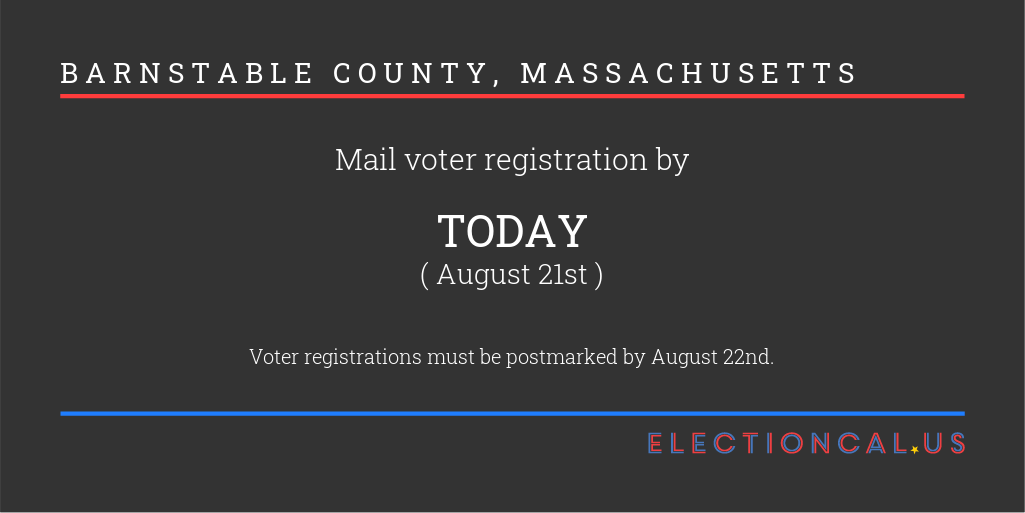 BARNSTABLE COUNTY, MASSACHUSETTS
Mail voter registration by
TODAY
( August 21st )
Voter registrations must be postmarked by August 22nd.
ELECTIONCAL.US